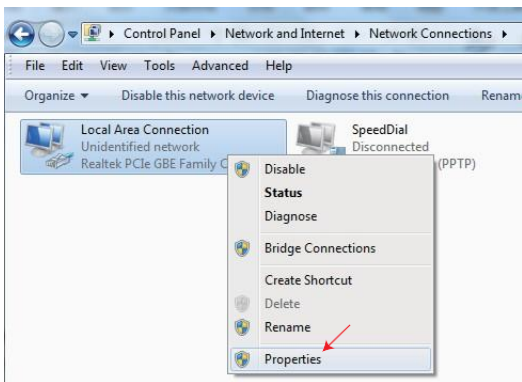 Control Panel Network and Internet Network Connections
File Edit View Tools Advanced Help
Organize Disable this network device Diagnose this connection
Local Area Connection
Unidentified network
Realtek PCIe GBE Family
SpeedDial
Disconnected
(PPTP)
Disable
Status
Diagnose
Bridge Connections
Create Shortcut
Delete
Rename
Properties